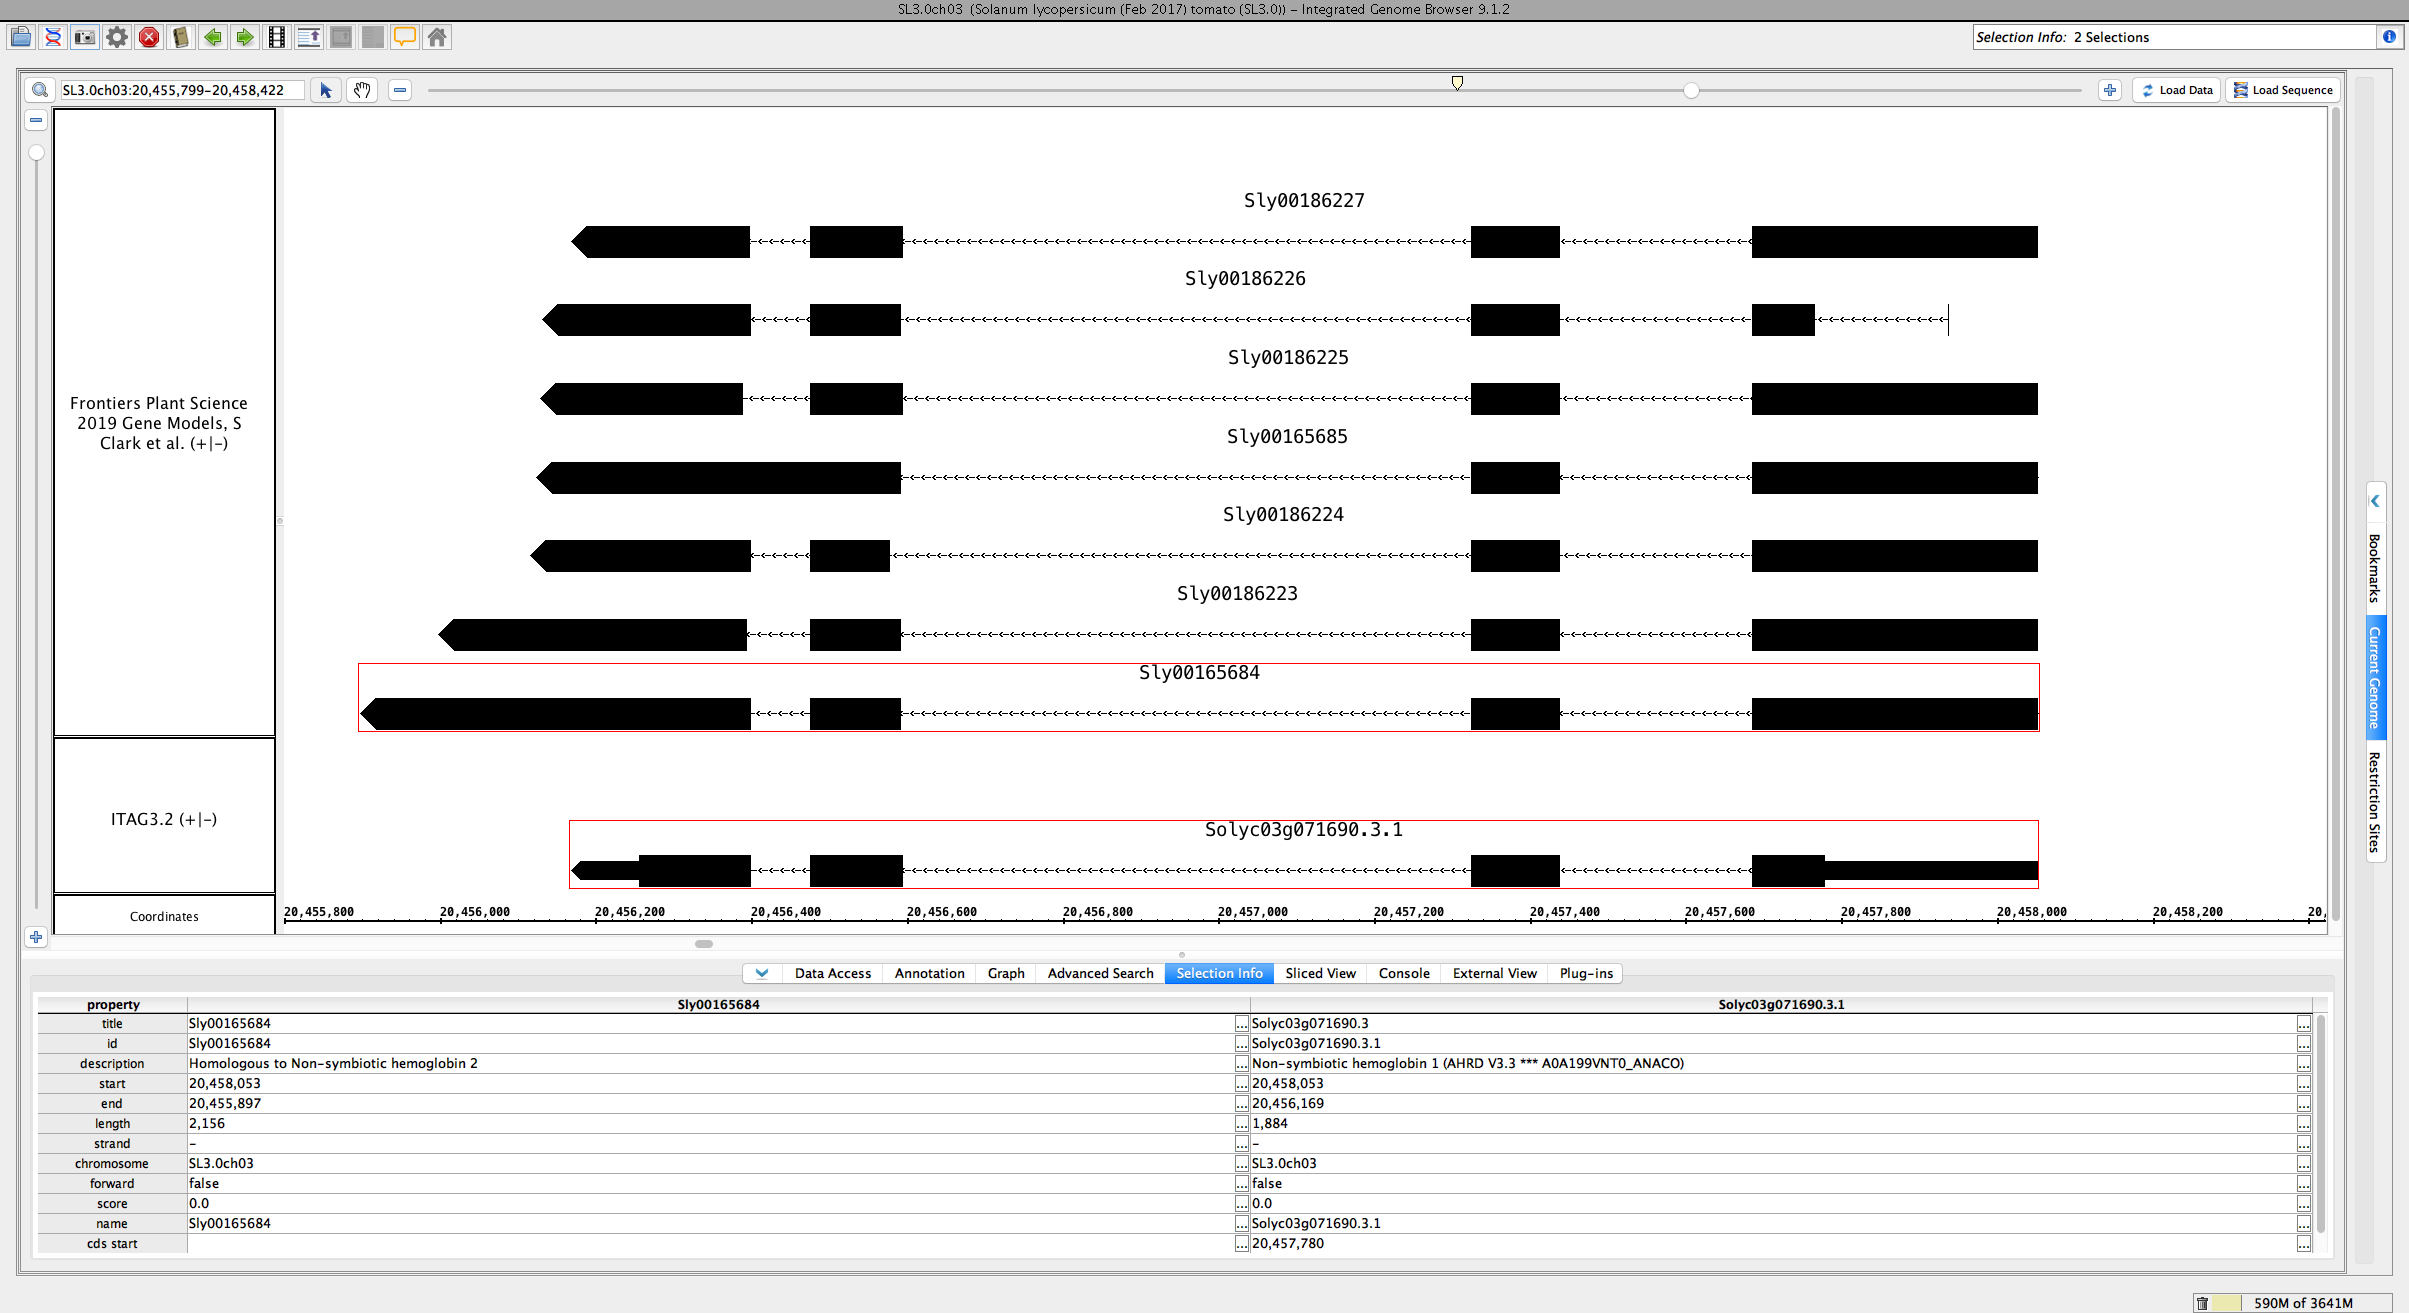 SL3.0ch03 (Solanum lycopersicum (Feb 2017) tomato (SL3.0)) – Integrated Genome Browser 9.1.2
Selection Info: 2 Selections
SL3.0ch03:20,455,799–20,458,422
Load Data
Load Sequence
Frontiers Plant Science
2019 Gene Models, S
Clark et al. (+|–)
Sly00186227
Sly00186226
Sly00186225
Sly00165685
Sly00186224
Sly00186223
Sly00165684
ITAG3.2 (+|–)
Solyc03g071690.3.1
Coordinates
20,455,800 20,456,000 20,456,200 20,456,400 20,456,600 20,456,800 20,457,000 20,457,200 20,457,400 20,457,600 20,457,800 20,458,000 20,458,200 20,
Bookmarks
Current Genome
Restriction Sites
Data Access Annotation Graph Advanced Search Selection Info Sliced View Console External View Plug-ins
property Sly00165684 Solyc03g071690.3.1
title Sly00165684 ... Solyc03g071690.3 ...
id Sly00165684 ... Solyc03g071690.3.1 ...
description Homologous to Non-symbiotic hemoglobin 2 ... Non-symbiotic hemoglobin 1 (AHRD V3.3 *** A0A199VNT0_ANACO) ...
start 20,458,053 ... 20,458,053 ...
end 20,455,897 ... 20,456,169 ...
length 2,156 ... 1,884 ...
strand – ... – ...
chromosome SL3.0ch03 ... SL3.0ch03 ...
forward false ... false ...
score 0.0 ... 0.0 ...
name Sly00165684 ... Solyc03g071690.3.1 ...
cds start ... 20,457,780 ...
590M of 3641M